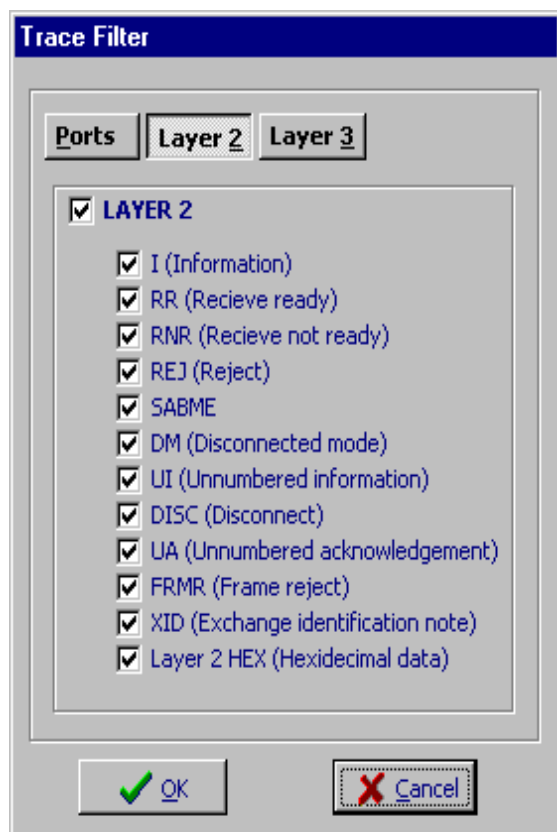 Trace Filter
Ports Layer 2 Layer 3
LAYER 2
I (Information)
RR (Recieve ready)
RNR (Recieve not ready)
REJ (Reject)
SABME
DM (Disconnected mode)
UI (Unnumbered information)
DISC (Disconnect)
UA (Unnumbered acknowledgement)
FRMR (Frame reject)
XID (Exchange identification note)
Layer 2 HEX (Hexidecimal data)
OK Cancel